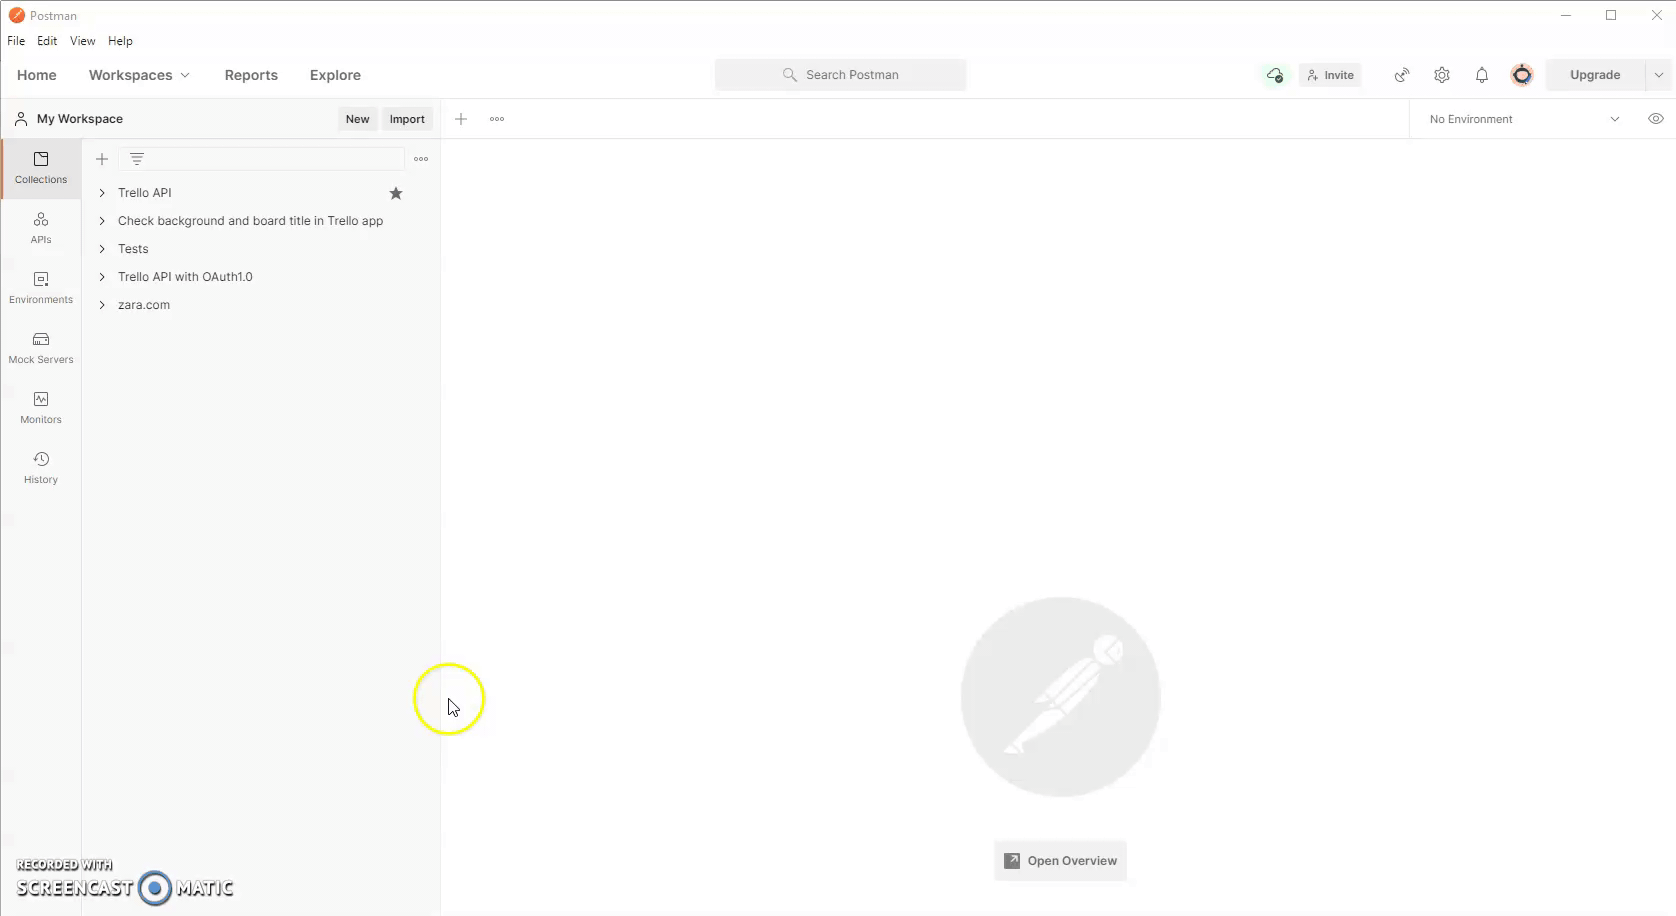 Postman
File Edit View Help
Home Workspaces Reports Explore Search Postman Invite Upgrade
My Workspace New Import No Environment
Collections
APIs
Environments
Mock Servers
Monitors
History
Trello API
Check background and board title in Trello app
Tests
Trello API with OAuth1.0
zara.com
Open Overview
RECORDED WITH
SCREENCAST MATIC